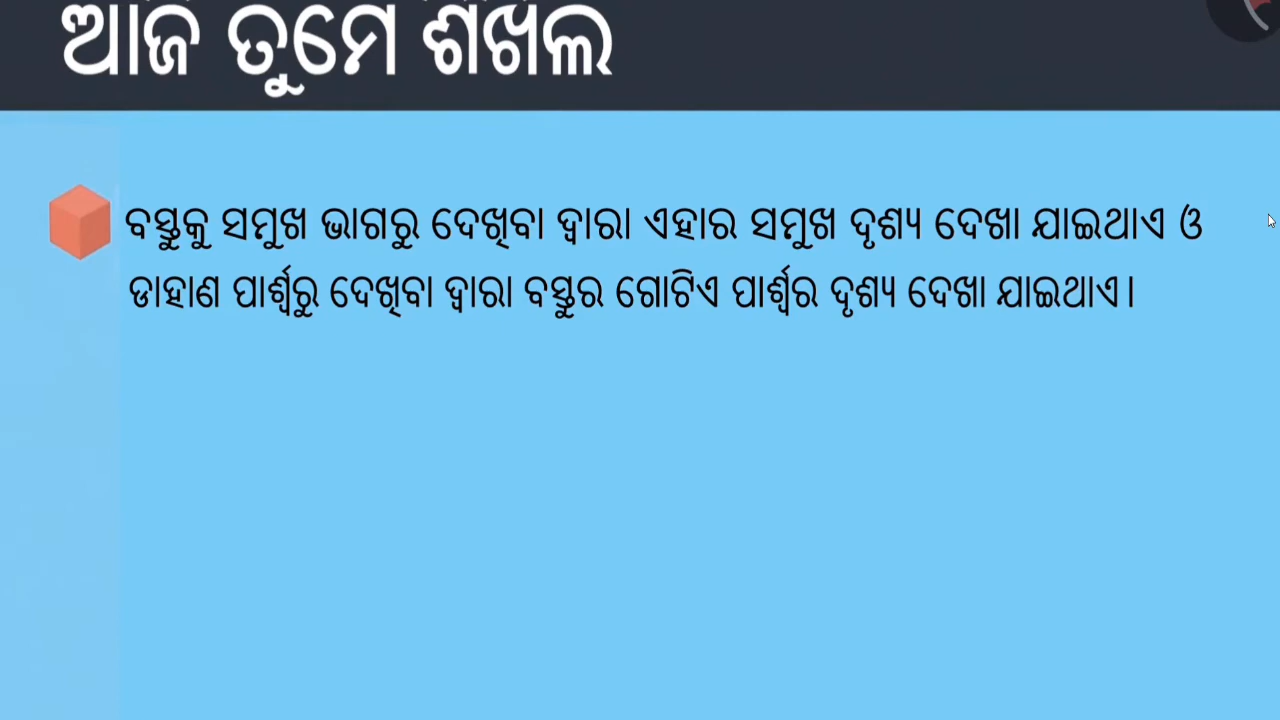 ଆଜି ତୁମେ ଶିଖିଲ
ବସ୍ତୁକୁ ସମୁଖ ଭାଗରୁ ଦେଖିବା ଦ୍ୱାରା ଏହାର ସମୁଖ ଦୃଶ୍ୟ ଦେଖା ଯାଇଥାଏ ଓ
ଡାହାଣ ପାର୍ଶ୍ୱରୁ ଦେଖିବା ଦ୍ୱାରା ବସ୍ତୁର ଗୋଟିଏ ପାର୍ଶ୍ୱର ଦୃଶ୍ୟ ଦେଖା ଯାଇଥାଏ ।